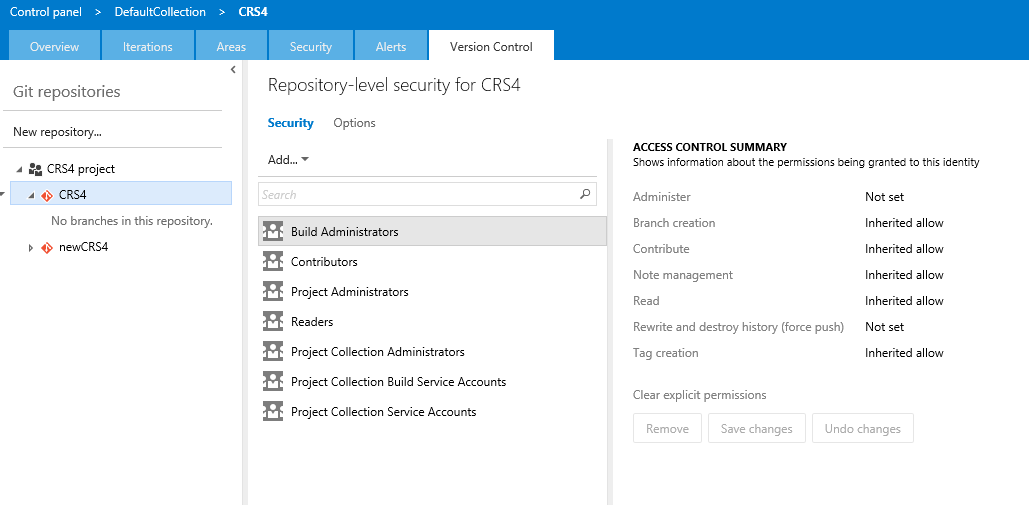 Control panel > DefaultCollection > CRS4
Overview Iterations Areas Security Alerts Version Control
Git repositories
New repository...
CRS4 project
CRS4
No branches in this repository.
newCRS4
Repository-level security for CRS4
Security Options
Add...
Search
Build Administrators
Contributors
Project Administrators
Readers
Project Collection Administrators
Project Collection Build Service Accounts
Project Collection Service Accounts
ACCESS CONTROL SUMMARY
Shows information about the permissions being granted to this identity
Administer Not set
Branch creation Inherited allow
Contribute Inherited allow
Note management Inherited allow
Read Inherited allow
Rewrite and destroy history (force push) Not set
Tag creation Inherited allow
Clear explicit permissions
Remove Save changes Undo changes